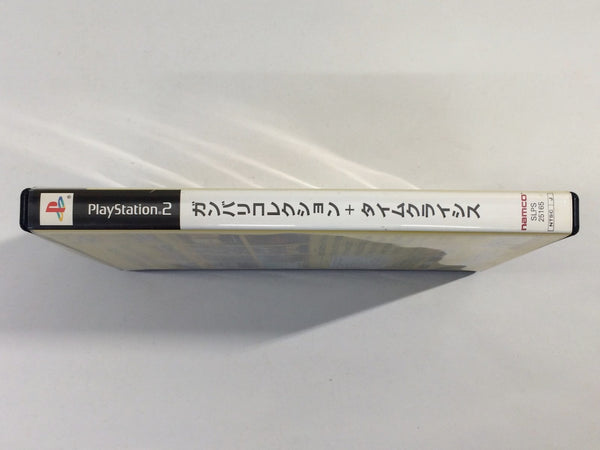 PlayStation.2
ガンバリコレクション + タイムクライシス
namco
SLPS
25165
NTSC J